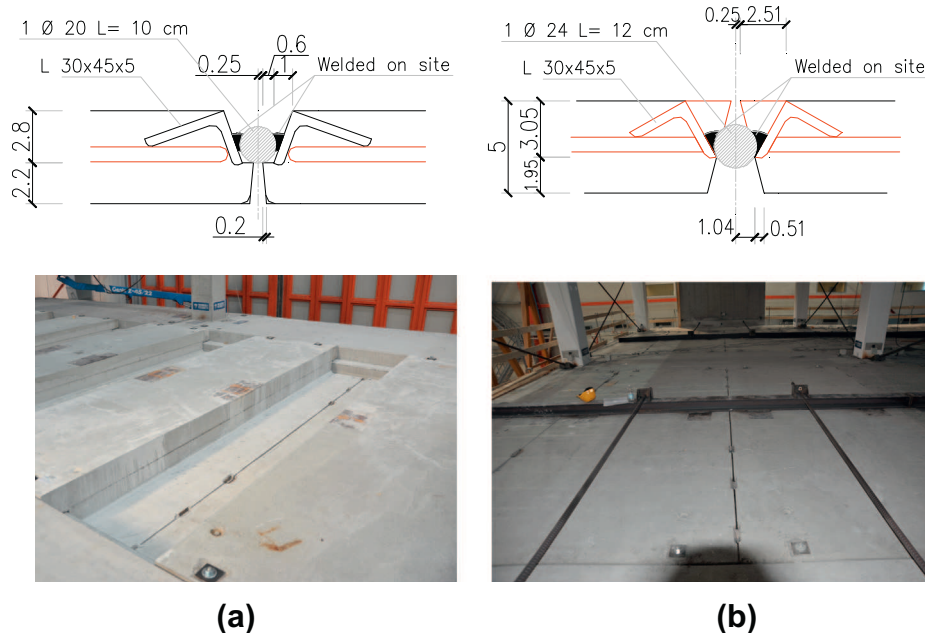 1 Ø 20 L= 10 cm
L 30x45x5
0.25
0.6
1
Welded on site
2.8
2.2
0.2
0.25
2.51
1 Ø 24 L= 12 cm
L 30x45x5
Welded on site
5
3.05
1.95
1.04
0.51
(a)
(b)